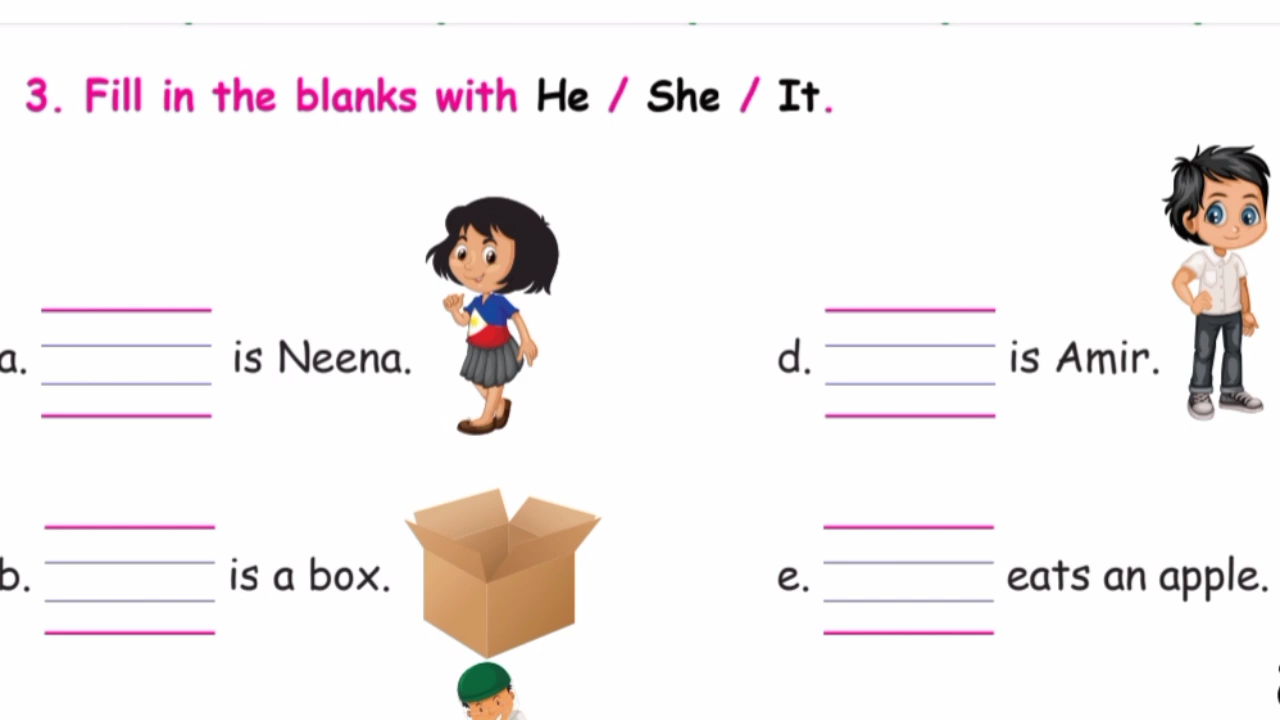 3. Fill in the blanks with He / She / It.
a. is Neena.
d. is Amir.
b. is a box.
e. eats an apple.